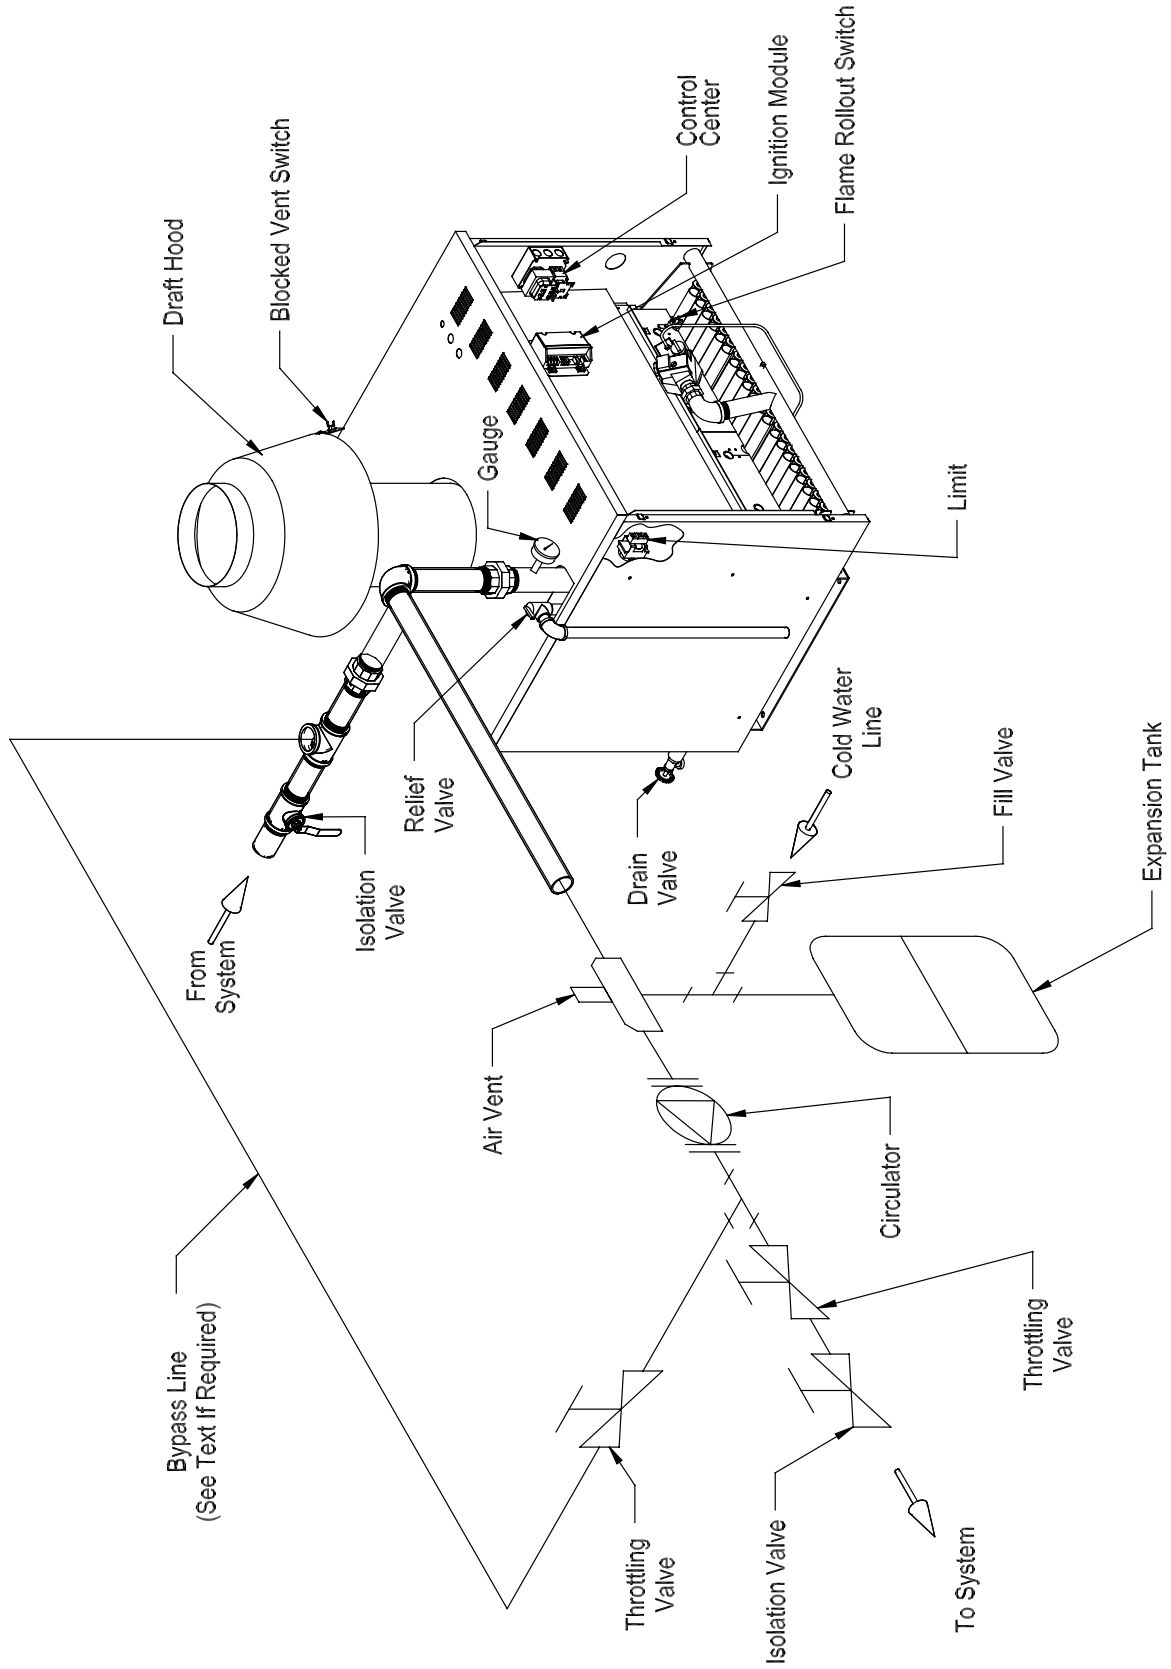 Draft Hood
Blocked Vent Switch
Gauge
Control
Center
Ignition Module
Flame Rollout Switch
Limit
From
System
Isolation
Valve
Relief
Valve
Drain
Valve
Cold Water
Line
Fill Valve
Expansion Tank
Air Vent
Circulator
Bypass Line
(See Text If Required)
Throttling
Valve
Isolation Valve
To System
Throttling
Valve